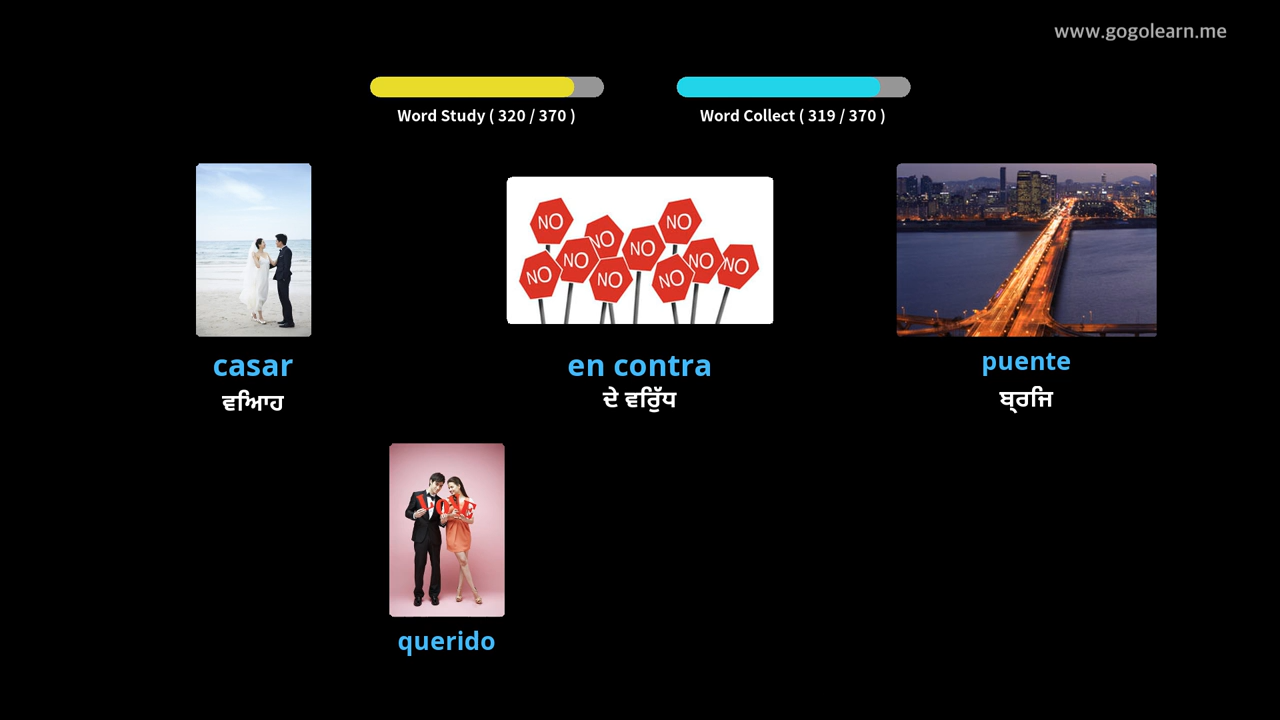 www.gogolearn.me
Word Study ( 320 / 370 )
Word Collect ( 319 / 370 )
NO
NO
NO
NO
NO
NO
NO
NO
NO
NO
casar
en contra
puente
ਵਿਆਹ
ਦੇ ਵਿਰੁੱਧ
ਬ੍ਰਿਜ
LOVE
querido